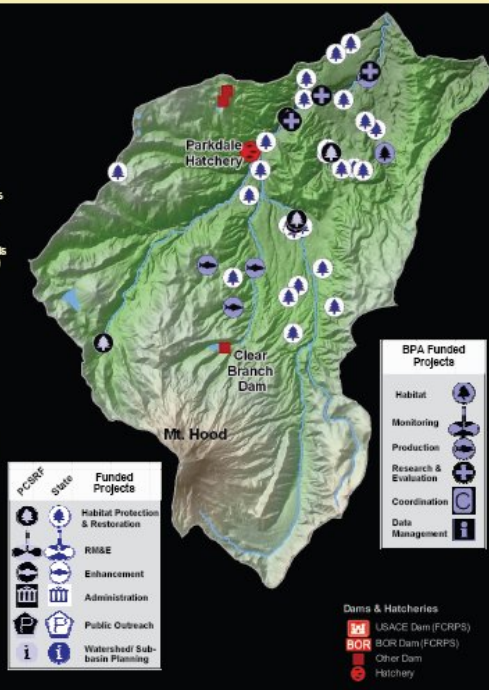 Parkdale
Hatchery
Clear
Branch
Dam
Mt. Hood
BPA Funded
Projects
Habitat
Monitoring
Production
Research &
Evaluation
Coordination
C
Data
Management
i
PCSRF
State
Funded
Projects
Habitat Protection
& Restoration
RM&E
Enhancement
Administration
P
P
Public Outreach
i
i
Watershed/ Sub-
basin Planning
Dams & Hatcheries
USACE Dam (FCRPS)
BOR BOR Dam (FCRPS)
Other Dam
Hatchery